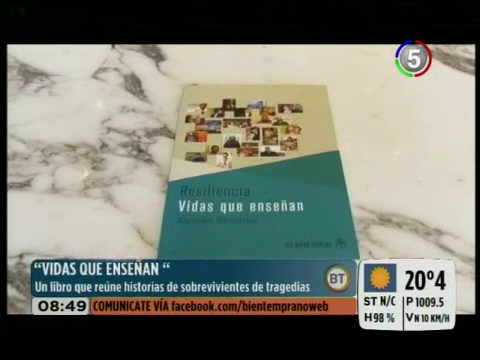 5
Resiliencia
Vidas que enseñan
“VIDAS QUE ENSEÑAN “
Un libro que reúne historias de sobrevivientes de tragedias
BT
08:49
COMUNICATE VÍA facebook.com/bientempranoweb
20°4
ST N/C
P 1009.5
H 98 %
VN 10 KM/H